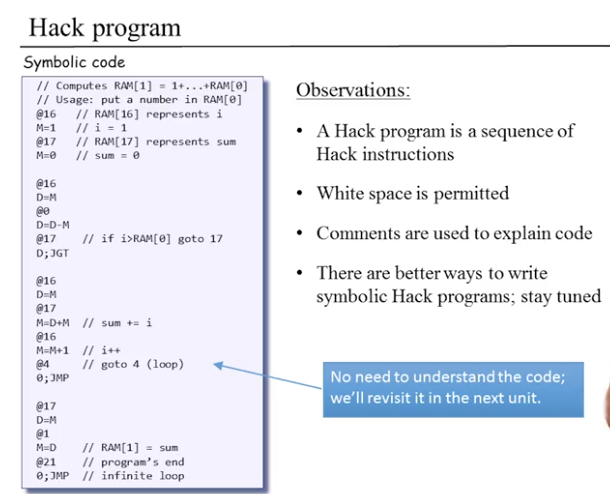 Hack program
Symbolic code
// Computes RAM[1] = 1+...+RAM[0]
// Usage: put a number in RAM[0]
@16 // RAM[16] represents i
M=1 // i = 1
@17 // RAM[17] represents sum
M=0 // sum = 0
@16
D=M
@0
D=D-M
@17 // if i>RAM[0] goto 17
D;JGT
@16
D=M
@17
M=D+M // sum += i
@16
M=M+1 // i++
@4 // goto 4 (loop)
0;JMP
@17
D=M
@1
M=D // RAM[1] = sum
@21 // program's end
0;JMP // infinite loop
Observations:
• A Hack program is a sequence of
Hack instructions
• White space is permitted
• Comments are used to explain code
• There are better ways to write
symbolic Hack programs; stay tuned
No need to understand the code;
we'll revisit it in the next unit.